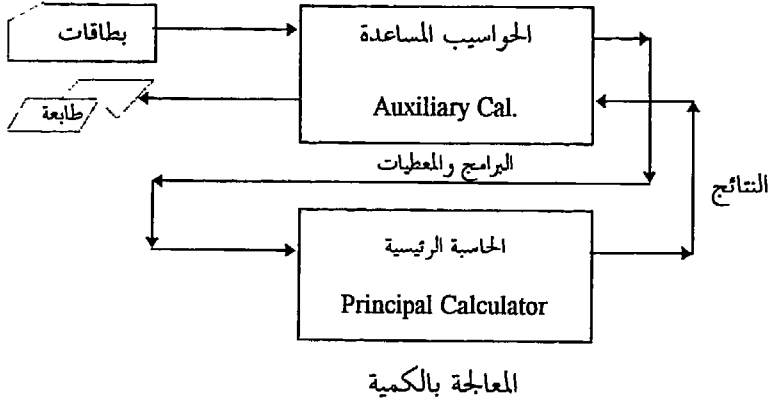 بطاقات
الحواسيب المساعدة
Auxiliary Cal.
طابعة
البرامج والمعطيات
النتائج
الحاسبة الرئيسية
Principal Calculator
المعالجة بالكمية